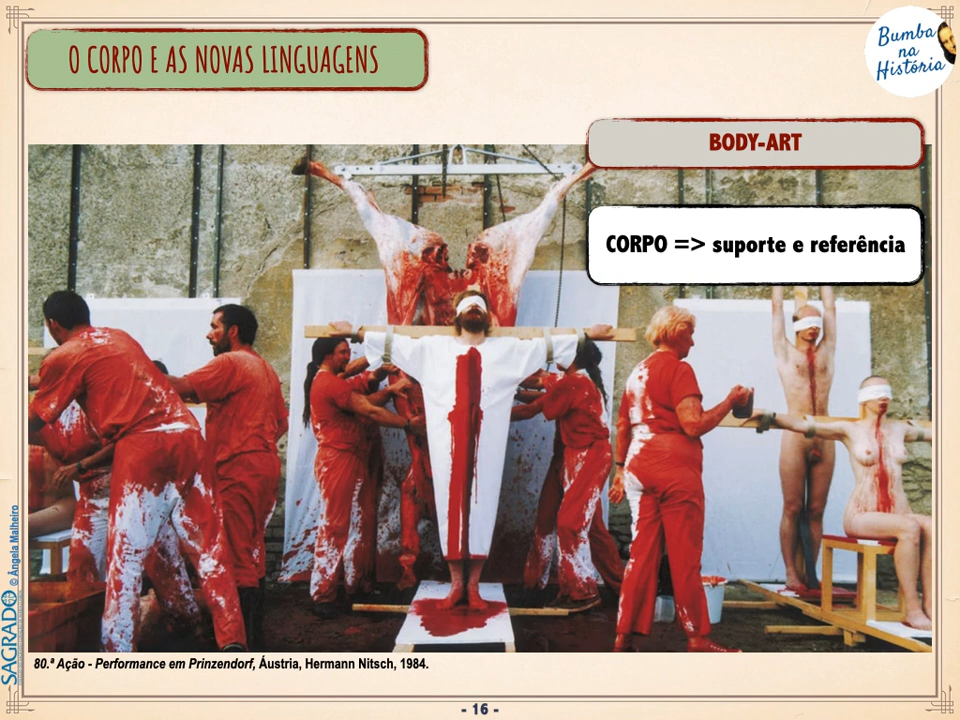 O CORPO E AS NOVAS LINGUAGENS
Bumba
na
História
BODY-ART
CORPO => suporte e referência
SAGRADO
© Ângela Malheiro
80.ª Ação - Performance em Prinzendorf, Áustria, Hermann Nitsch, 1984.
- 16 -